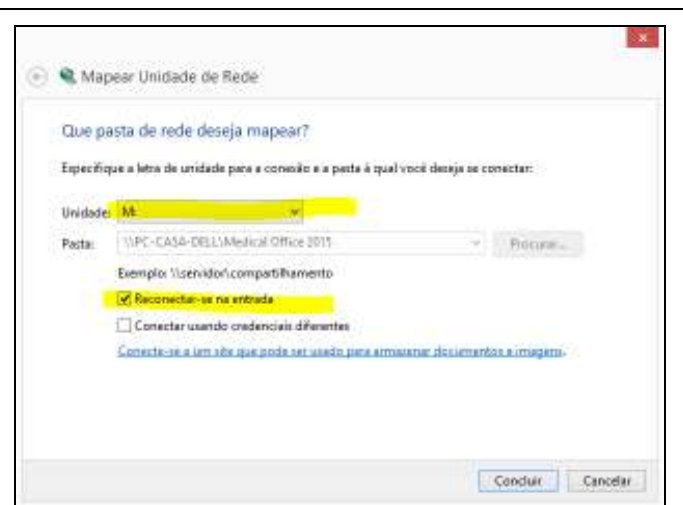 Mapear Unidade de Rede
Que pasta de rede deseja mapear?
Especifique a letra de unidade para a conexão e a pasta à qual você deseja se conectar:
Unidade: M:
Pasta: \\PC-CASA-DELL\Medical Office 2015 Procurar...
Exemplo: \\servidor\compartilhamento
Reconectar-se na entrada
Conectar usando credenciais diferentes
Conecte-se a um site que pode ser usado para armazenar documentos e imagens.
Concluir Cancelar